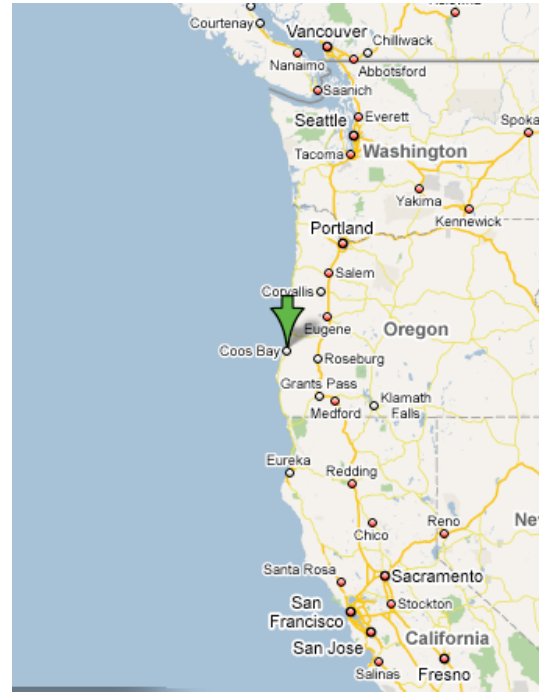 Courtenay
Vancouver
Chilliwack
Nanaimo
Abbotsford
Saanich
Everett
Seattle
Spoka
Tacoma
Washington
Yakima
Kennewick
Portland
Salem
Corvallis
Eugene
Oregon
Coos Bay
Roseburg
Grants Pass
Medford
Klamath
Falls
Eureka
Redding
Chico
Reno
Ne
Santa Rosa
Sacramento
San
Francisco
Stockton
San Jose
California
Salinas
Fresno